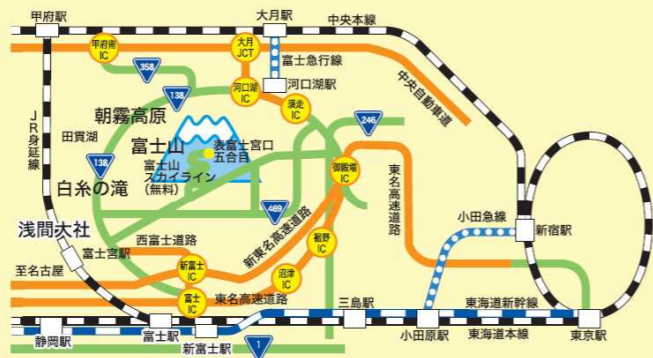 甲府駅
大月駅
中央本線
甲府南
IC
大月
JCT
富士急行線
358
138
河口湖
IC
河口湖駅
須走
IC
中央自動車道
朝霧高原
田貫湖
富士山
表富士宮口
五合目
富士山
スカイライン
(無料)
246
JR身延線
138
白糸の滝
御殿場
IC
東名高速道路
469
小田急線
新宿駅
浅間大社
富士宮駅
西富士道路
新東名高速道路
裾野
IC
至名古屋
新富士
IC
沼津
IC
富士
IC
東名高速道路
三島駅
東海道新幹線
静岡駅
富士駅
新富士駅
1
小田原駅
東海道本線
東京駅